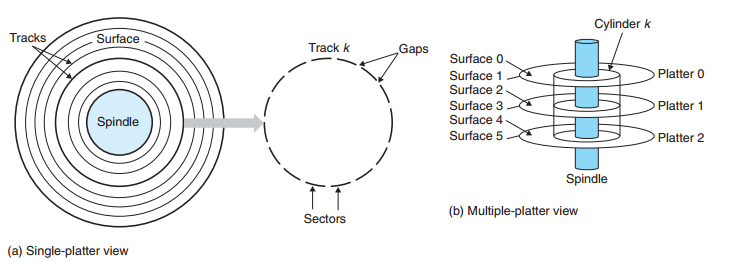 Tracks
Surface
Spindle
Track k
Gaps
Sectors
(a) Single-platter view
Cylinder k
Surface 0
Surface 1
Surface 2
Surface 3
Surface 4
Surface 5
Platter 0
Platter 1
Platter 2
Spindle
(b) Multiple-platter view